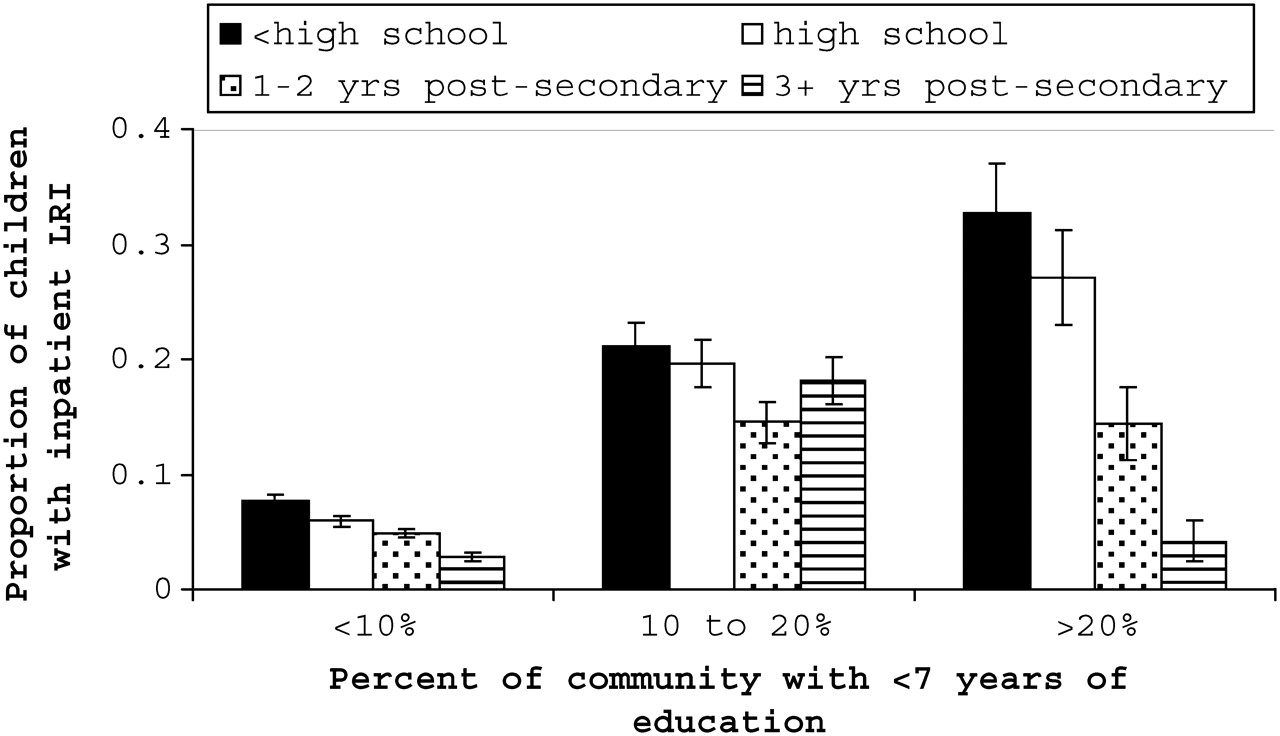 <high school
high school
1-2 yrs post-secondary
3+ yrs post-secondary
Proportion of children
with inpatient LRI
0.4
0.3
0.2
0.1
0
<10%
10 to 20%
>20%
Percent of community with <7 years of
education